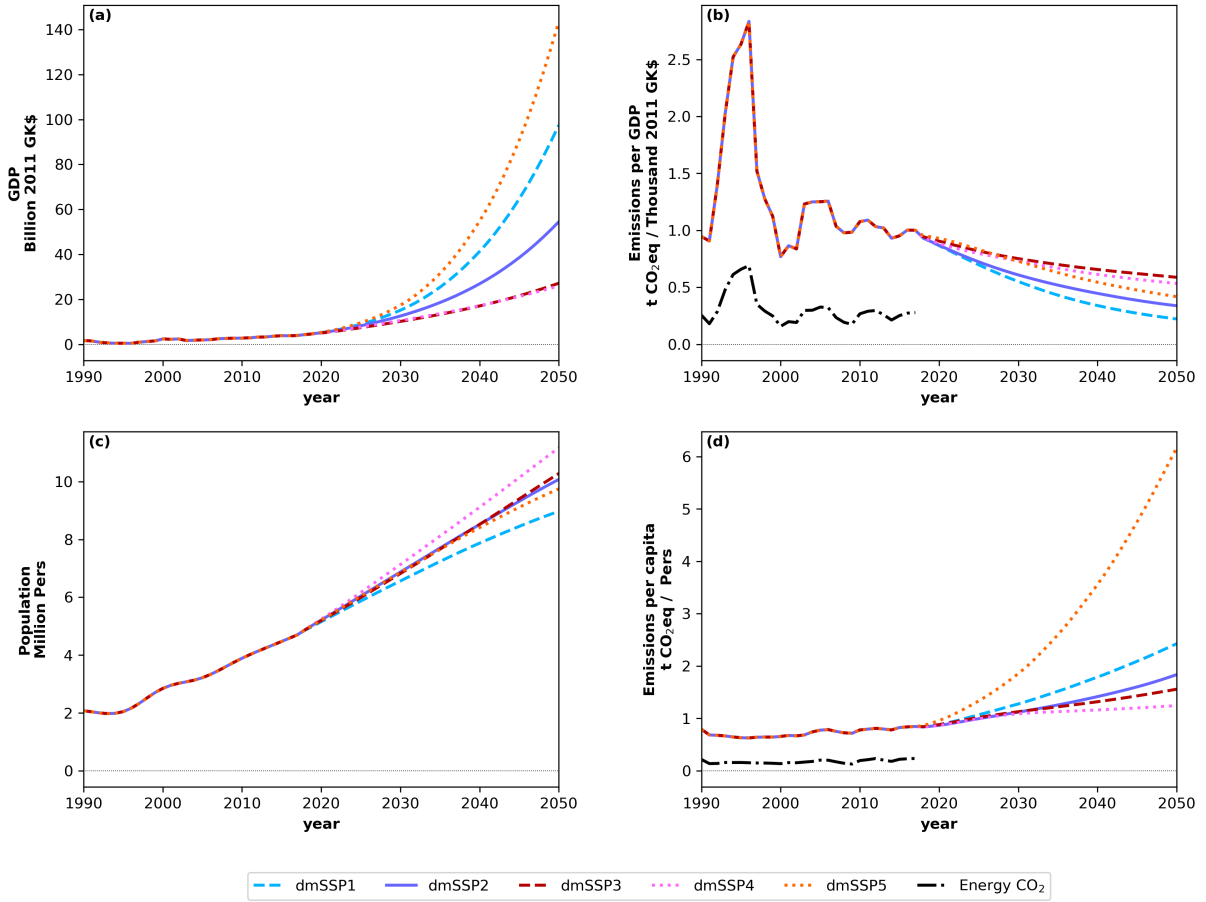 (a)
GDP
Billion 2011 GK$
140
120
100
80
60
40
20
0
1990 2000 2010 2020 2030 2040 2050
year
(b)
Emissions per GDP
t CO₂eq / Thousand 2011 GK$
2.5
2.0
1.5
1.0
0.5
0.0
1990 2000 2010 2020 2030 2040 2050
year
(c)
Population
Million Pers
10
8
6
4
2
0
1990 2000 2010 2020 2030 2040 2050
year
(d)
Emissions per capita
t CO₂eq / Pers
6
5
4
3
2
1
0
1990 2000 2010 2020 2030 2040 2050
year
dmSSP1 dmSSP2 dmSSP3 dmSSP4 dmSSP5 Energy CO₂